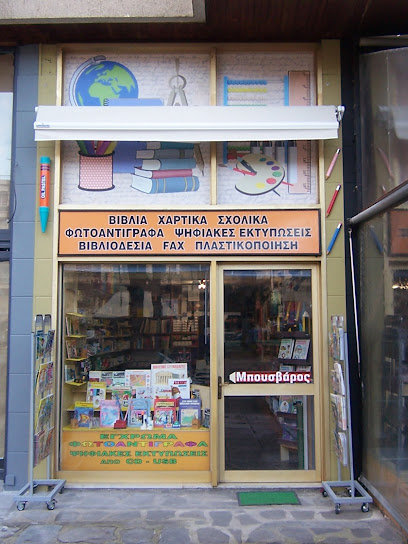 ΒΙΒΛΙΑ ΧΑΡΤΙΚΑ ΣΧΟΛΙΚΑ
ΦΩΤΟΑΝΤΙΓΡΑΦΑ ΨΗΦΙΑΚΕΣ ΕΚΤΥΠΩΣΕΙΣ
ΒΙΒΛΙΟΔΕΣΙΑ FAX ΠΛΑΣΤΙΚΟΠΟΙΗΣΗ
Μπουσβάρος
ΕΓΧΡΩΜΑ
ΦΩΤΟΑΝΤΙΓΡΑΦΑ
ΨΗΦΙΑΚΕΣ ΕΚΤΥΠΩΣΕΙΣ
ΑΠΟ CD - USB